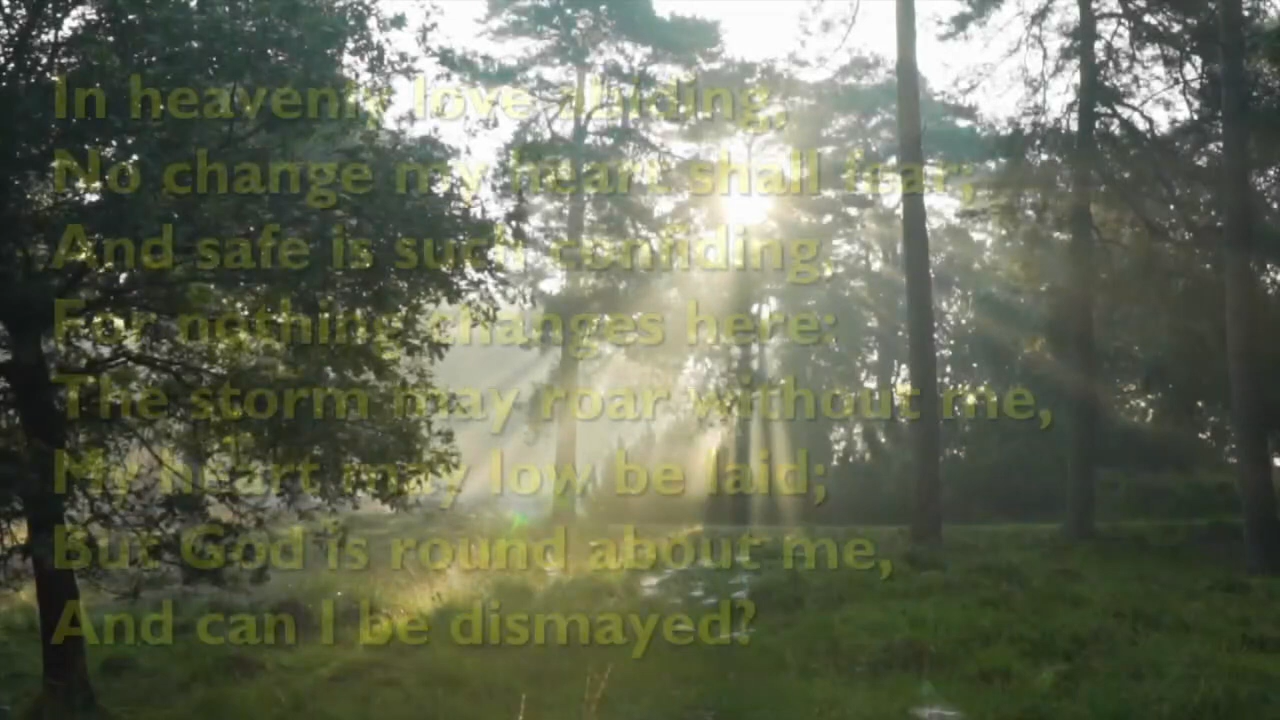 In heavenly love abiding,
No change my heart shall fear;
And safe is such confiding,
For nothing changes here:
The storm may roar without me,
My heart may low be laid;
But God is round about me,
And can I be dismayed?